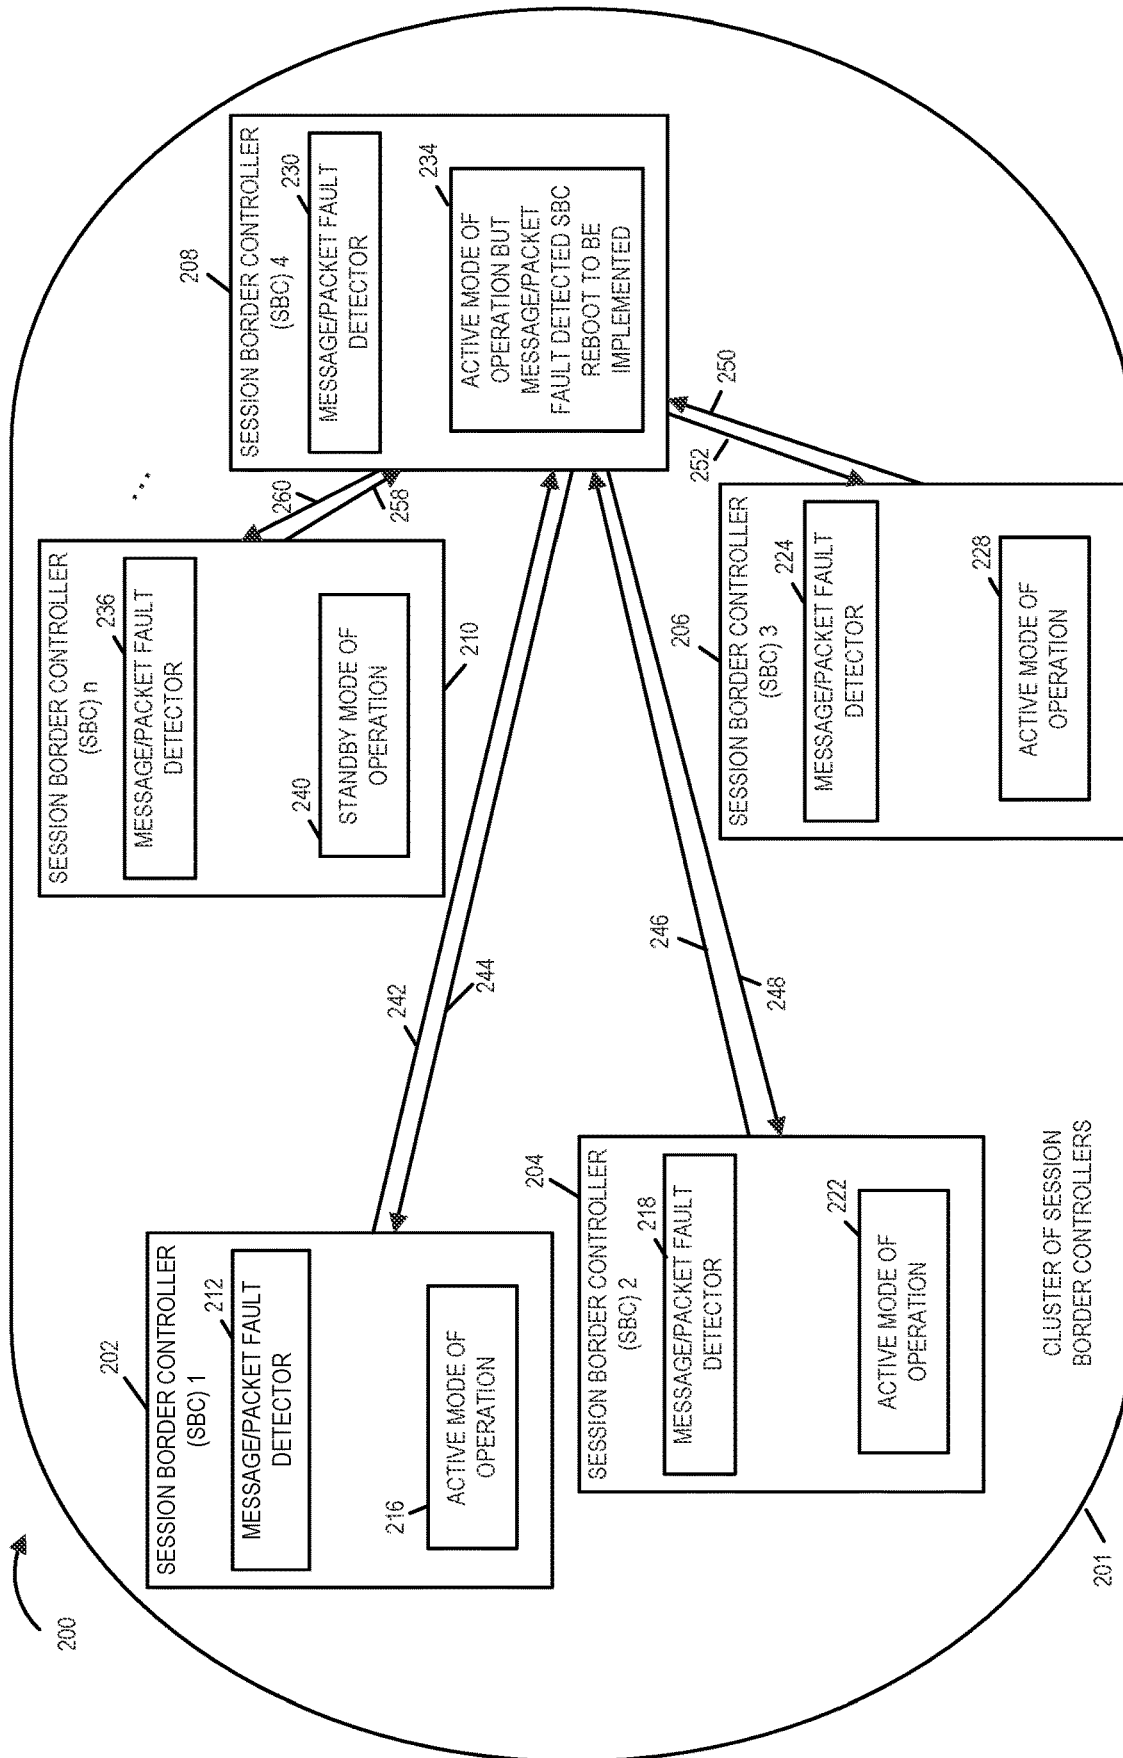 200
201
202
SESSION BORDER CONTROLLER
(SBC) 1
212
MESSAGE/PACKET FAULT
DETECTOR
216
ACTIVE MODE OF
OPERATION
204
SESSION BORDER CONTROLLER
(SBC) 2
218
MESSAGE/PACKET FAULT
DETECTOR
222
ACTIVE MODE OF
OPERATION
CLUSTER OF SESSION
BORDER CONTROLLERS
242
244
246
248
SESSION BORDER CONTROLLER
(SBC) n
236
MESSAGE/PACKET FAULT
DETECTOR
240
STANDBY MODE OF
OPERATION
210
...
260
258
206
SESSION BORDER CONTROLLER
(SBC) 3
224
MESSAGE/PACKET FAULT
DETECTOR
228
ACTIVE MODE OF
OPERATION
252
250
208
SESSION BORDER CONTROLLER
(SBC) 4
230
MESSAGE/PACKET FAULT
DETECTOR
234
ACTIVE MODE OF
OPERATION BUT
MESSAGE/PACKET
FAULT DETECTED SBC
REBOOT TO BE
IMPLEMENTED